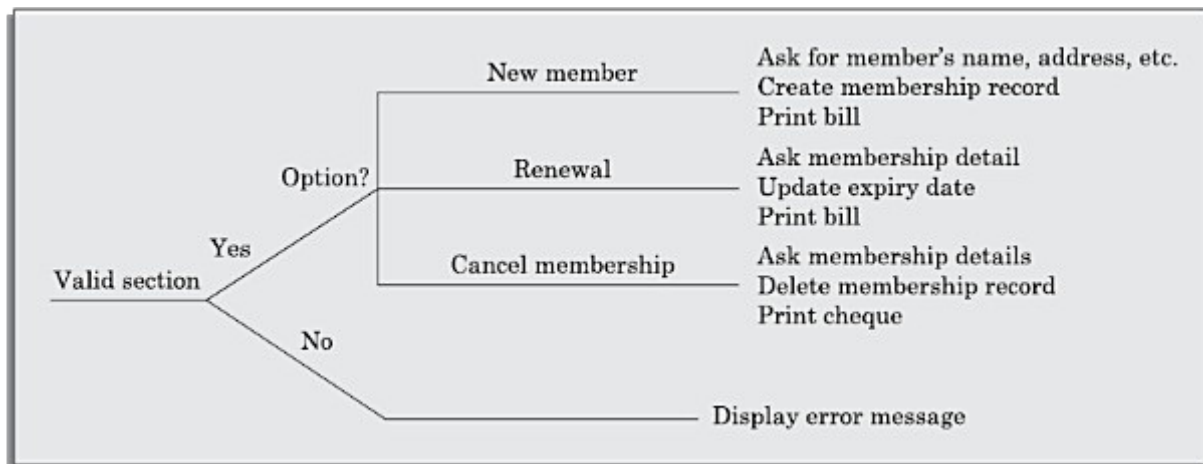 New member
Ask for member's name, address, etc.
Create membership record
Print bill
Option?
Renewal
Ask membership detail
Update expiry date
Print bill
Yes
Valid section
Cancel membership
Ask membership details
Delete membership record
Print cheque
No
Display error message